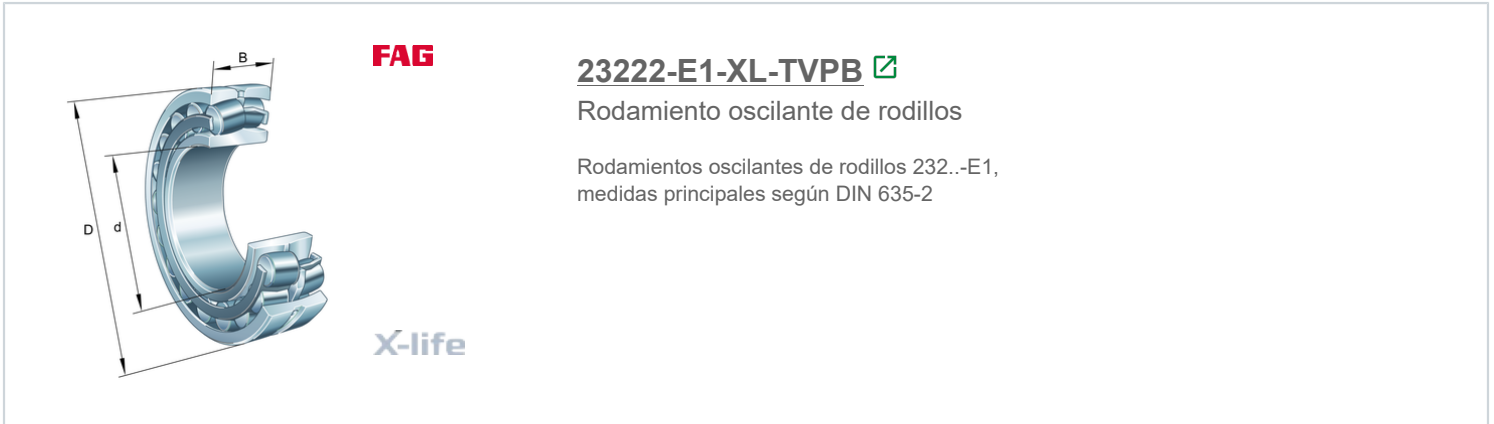 B
FAG
23222-E1-XL-TVPB
Rodamiento oscilante de rodillos
Rodamientos oscilantes de rodillos 232..-E1,
medidas principales según DIN 635-2
D
d
X-life